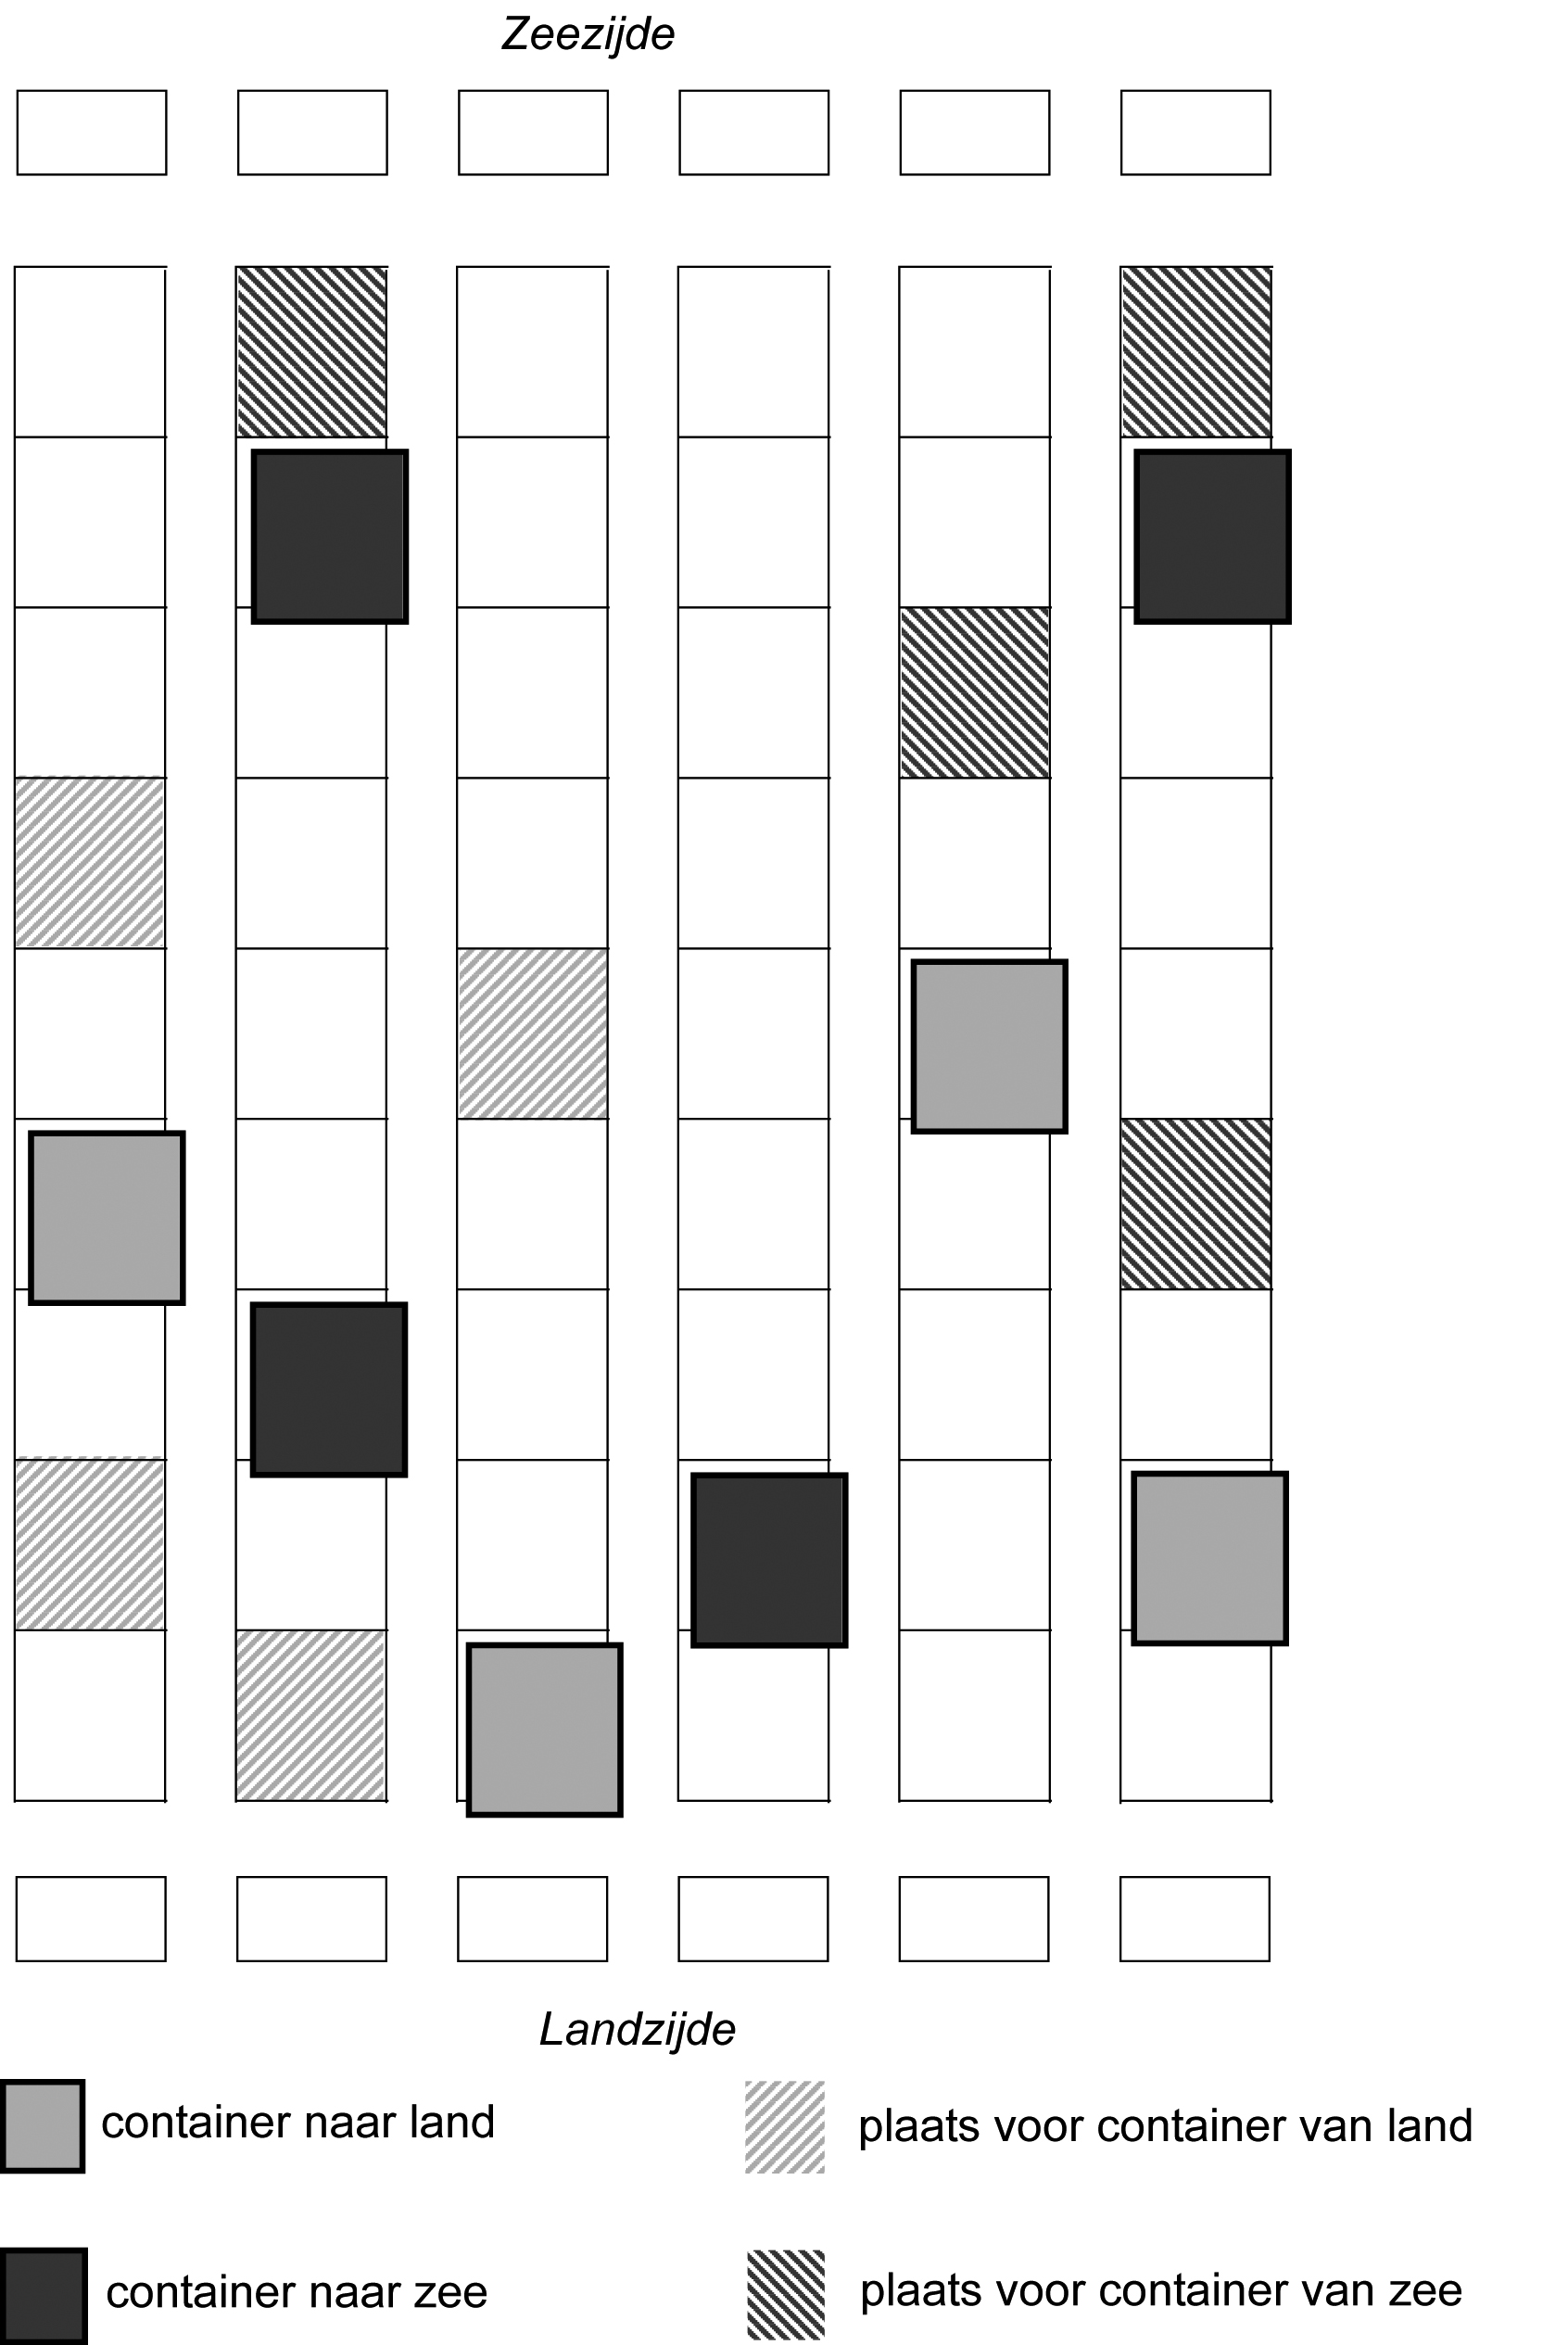 Zeezijde
Landzijde
container naar land
plaats voor container van land
container naar zee
plaats voor container van zee